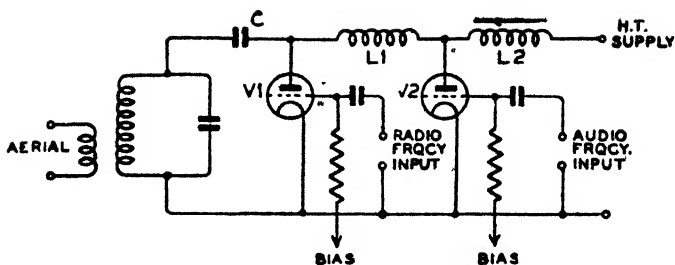 C
L1
L2
H.T.
SUPPLY
V1
V2
AERIAL
RADIO
FRQCY
INPUT
AUDIO
FRQCY.
INPUT
BIAS
BIAS